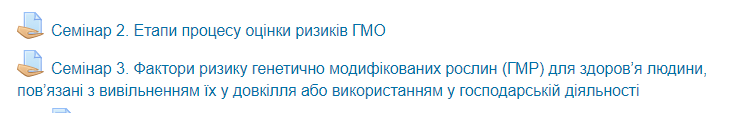 Семінар 2. Етапи процесу оцінки ризиків ГМО
Семінар 3. Фактори ризику генетично модифікованих рослин (ГМР) для здоров’я людини,
пов’язані з вивільненням їх у довкілля або використанням у господарській діяльності